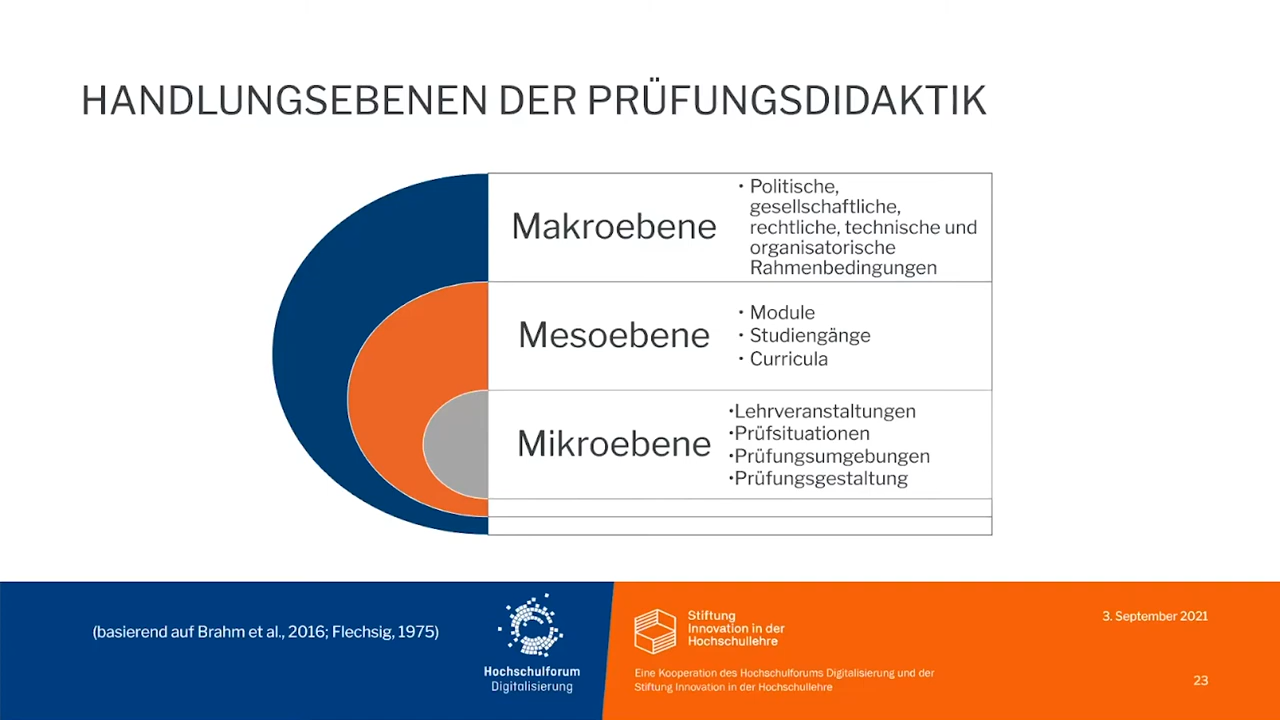 HANDLUNGSEBENEN DER PRÜFUNGSDIDAKTIK
Makroebene
• Politische,
gesellschaftliche,
rechtliche, technische und
organisatorische
Rahmenbedingungen
Mesoebene
• Module
• Studiengänge
• Curricula
Mikroebene
•Lehrveranstaltungen
•Prüfsituationen
•Prüfungsumgebungen
•Prüfungsgestaltung
(basierend auf Brahm et al., 2016; Flechsig, 1975)
Hochschulforum
Digitalisierung
Stiftung
Innovation in der
Hochschullehre
Eine Kooperation des Hochschulforums Digitalisierung und der
Stiftung Innovation in der Hochschullehre
3. September 2021
23